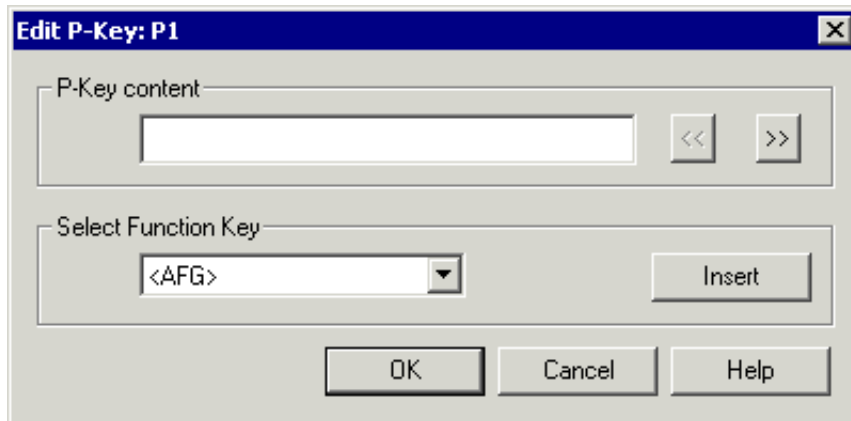 Edit P-Key: P1
P-Key content
<< >>
Select Function Key
<AFG> Insert
OK Cancel Help